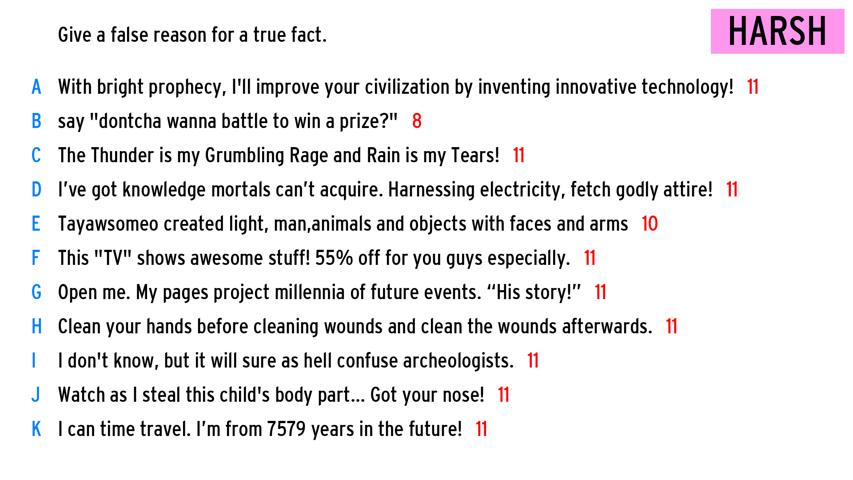 Give a false reason for a true fact.
HARSH
A With bright prophecy, I'll improve your civilization by inventing innovative technology! 11
B say "dontcha wanna battle to win a prize?" 8
C The Thunder is my Grumbling Rage and Rain is my Tears! 11
D I've got knowledge mortals can't acquire. Harnessing electricity, fetch godly attire! 11
E Tayawsomeo created light, man,animals and objects with faces and arms 10
F This "TV" shows awesome stuff! 55% off for you guys especially. 11
G Open me. My pages project millennia of future events. “His story!” 11
H Clean your hands before cleaning wounds and clean the wounds afterwards. 11
I I don't know, but it will sure as hell confuse archeologists. 11
J Watch as I steal this child's body part... Got your nose! 11
K I can time travel. I'm from 7579 years in the future! 11